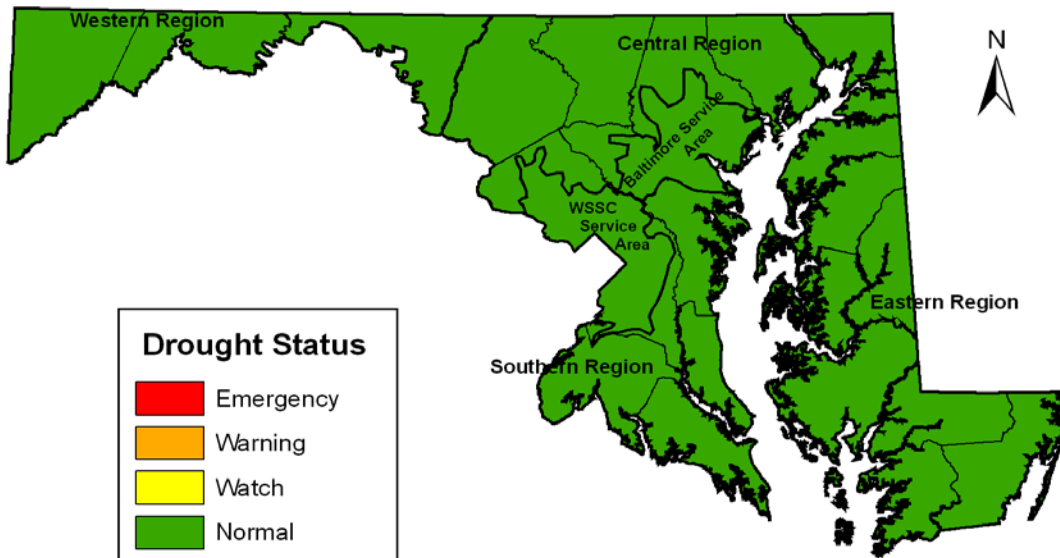 Western Region
Central Region
N
Baltimore Service
Area
WSSC
Service
Area
Eastern Region
Southern Region
Drought Status
Emergency
Warning
Watch
Normal